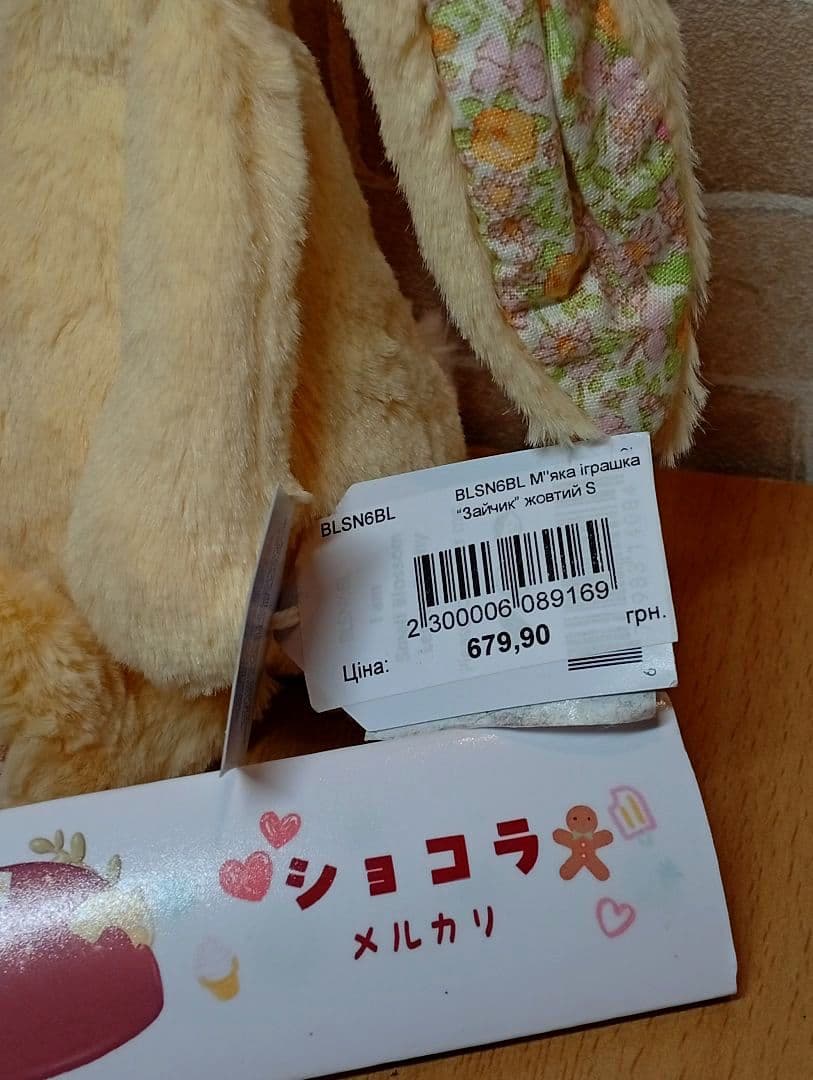 BLSN6BL
BLSN6BL М"яка іграшка
“Зайчик” жовтий S
2 300006 089169
Ціна:
679,90
грн.
ショコラ
メルカリ